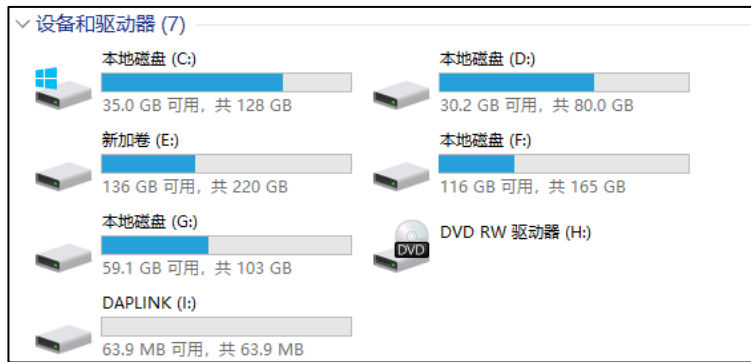 设备和驱动器 (7)
本地磁盘 (C:)
35.0 GB 可用，共 128 GB
本地磁盘 (D:)
30.2 GB 可用，共 80.0 GB
新加卷 (E:)
136 GB 可用，共 220 GB
本地磁盘 (F:)
116 GB 可用，共 165 GB
本地磁盘 (G:)
59.1 GB 可用，共 103 GB
DVD
DVD RW 驱动器 (H:)
DAPLINK (I:)
63.9 MB 可用，共 63.9 MB